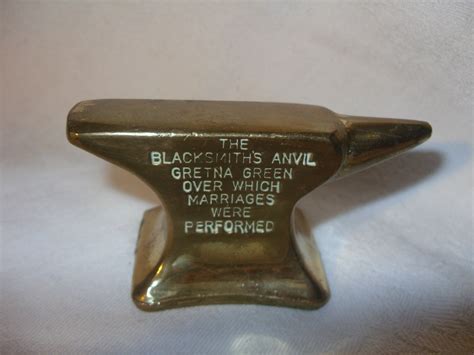 THE
BLACKSMITH'S ANVIL
GRETNA GREEN
OVER WHICH
MARRIAGES
WERE
PERFORMED